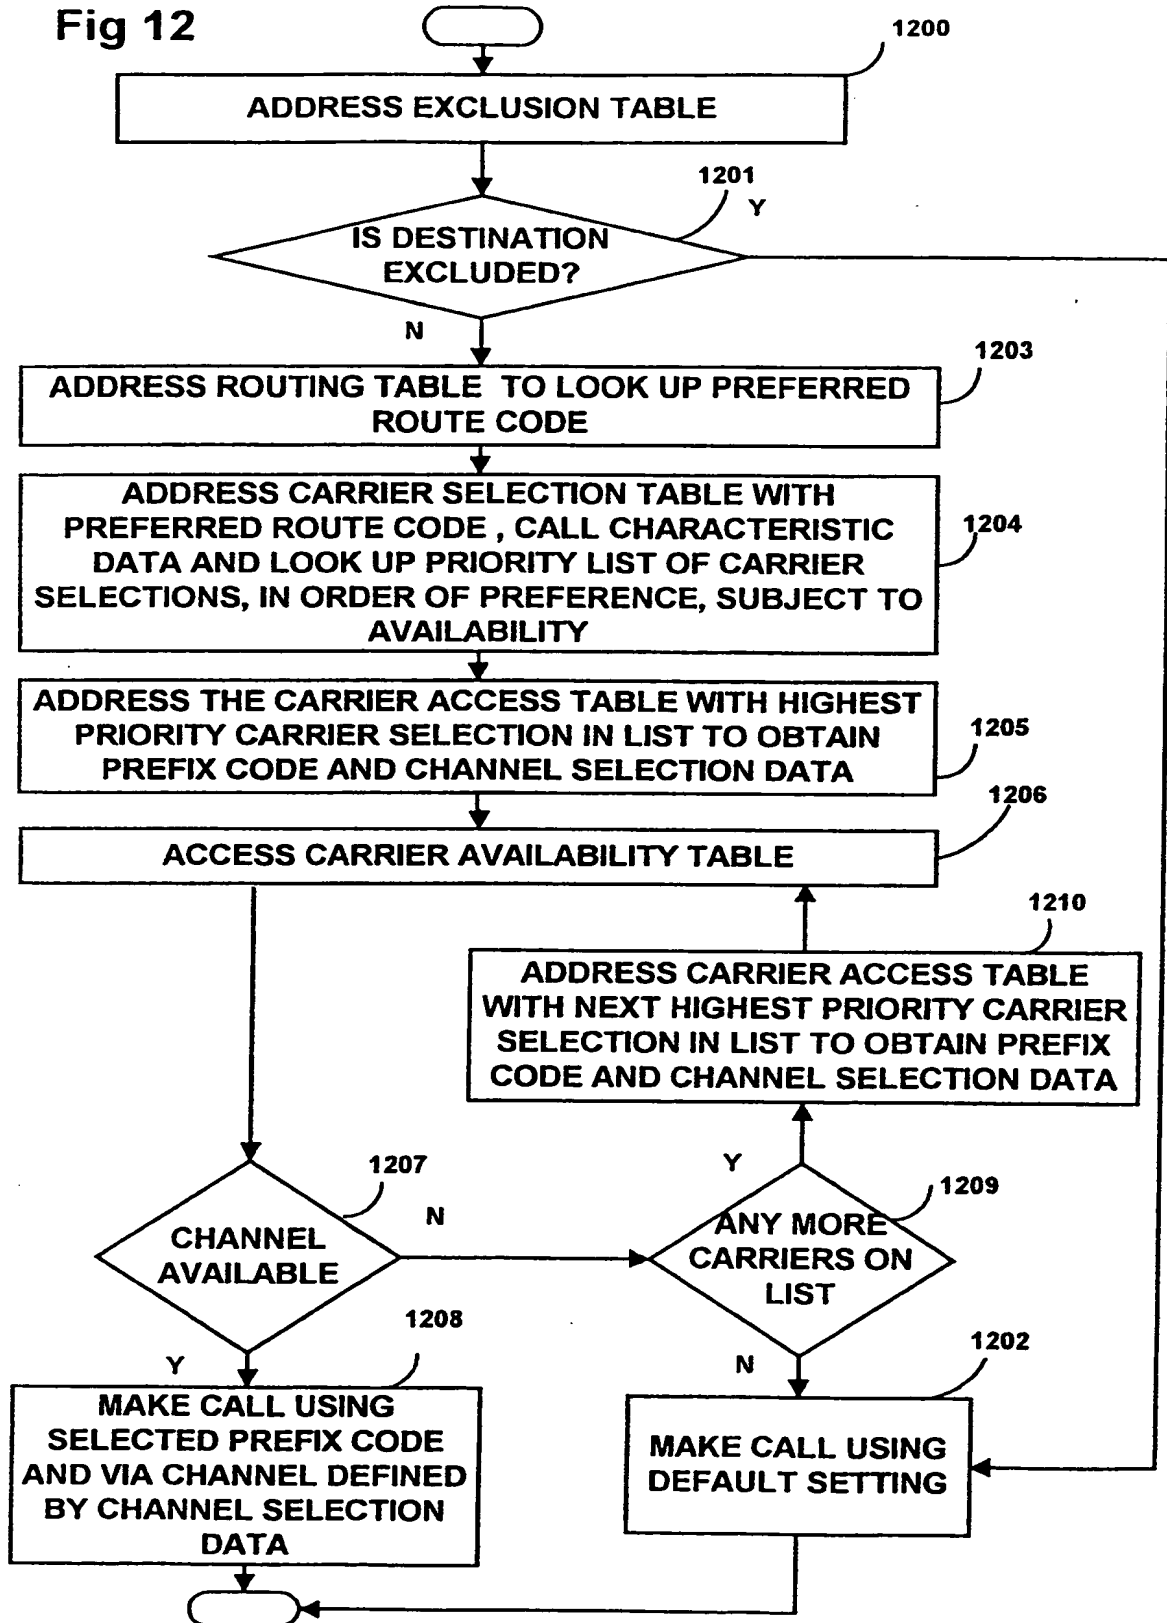 Fig 12
1200
ADDRESS EXCLUSION TABLE
1201
Y
IS DESTINATION
EXCLUDED?
N
1203
ADDRESS ROUTING TABLE TO LOOK UP PREFERRED
ROUTE CODE
ADDRESS CARRIER SELECTION TABLE WITH
PREFERRED ROUTE CODE , CALL CHARACTERISTIC
DATA AND LOOK UP PRIORITY LIST OF CARRIER
SELECTIONS, IN ORDER OF PREFERENCE, SUBJECT TO
AVAILABILITY
1204
ADDRESS THE CARRIER ACCESS TABLE WITH HIGHEST
PRIORITY CARRIER SELECTION IN LIST TO OBTAIN
PREFIX CODE AND CHANNEL SELECTION DATA
1205
1206
ACCESS CARRIER AVAILABILITY TABLE
1210
ADDRESS CARRIER ACCESS TABLE
WITH NEXT HIGHEST PRIORITY CARRIER
SELECTION IN LIST TO OBTAIN PREFIX
CODE AND CHANNEL SELECTION DATA
1207
N
CHANNEL
AVAILABLE
Y
1209
ANY MORE
CARRIERS ON
LIST
1208
Y
MAKE CALL USING
SELECTED PREFIX CODE
AND VIA CHANNEL DEFINED
BY CHANNEL SELECTION
DATA
N
1202
MAKE CALL USING
DEFAULT SETTING